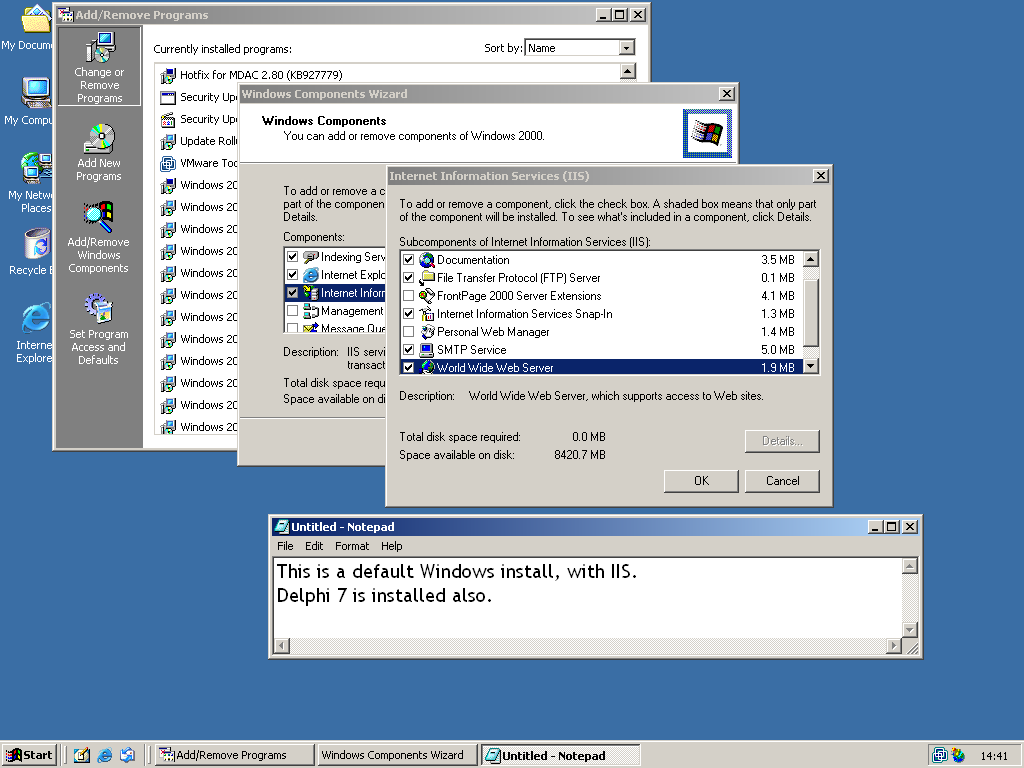 My Docum
My Compu
My Netwo
Places
Recycle B
Interne
Explore
Add/Remove Programs
Change or
Remove
Programs
Add New
Programs
Add/Remove
Windows
Components
Set Program
Access and
Defaults
Currently installed programs:
Sort by: Name
Hotfix for MDAC 2.80 (KB927779)
Security Up
Security Up
Update Roll
VMware Too
Windows 20
Windows 20
Windows 20
Windows 20
Windows 20
Windows 20
Windows 20
Windows 20
Windows 20
Windows 20
Windows 20
Windows 20
Windows Components Wizard
Windows Components
You can add or remove components of Windows 2000.
To add or remove a c
part of the componen
Details.
Components:
Indexing Serv
Internet Explo
Internet Inform
Management
Message Que
Description: IIS servi
transact
Total disk space requ
Space available on di
Internet Information Services (IIS)
To add or remove a component, click the check box. A shaded box means that only part
of the component will be installed. To see what's included in a component, click Details.
Subcomponents of Internet Information Services (IIS):
Documentation 3.5 MB
File Transfer Protocol (FTP) Server 0.1 MB
FrontPage 2000 Server Extensions 4.1 MB
Internet Information Services Snap-In 1.3 MB
Personal Web Manager 1.4 MB
SMTP Service 5.0 MB
World Wide Web Server 1.9 MB
Description: World Wide Web Server, which supports access to Web sites.
Total disk space required: 0.0 MB
Space available on disk: 8420.7 MB
Details...
OK Cancel
Untitled - Notepad
File Edit Format Help
This is a default Windows install, with IIS.
Delphi 7 is installed also.
Start Add/Remove Programs Windows Components Wizard Untitled - Notepad 14:41